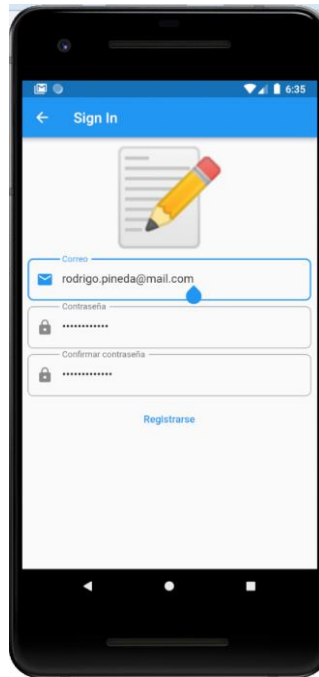 6:35
Sign In
Correo
rodrigo.pineda@mail.com
Contraseña
••••••••••••
Confirmar contraseña
•••••••••••••
Registrarse